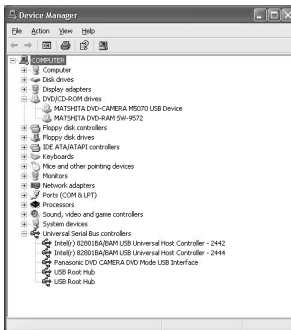 Device Manager
File Action View Help
COMPUTER
Computer
Disk drives
Display adapters
DVD/CD-ROM drives
MATSHITA DVD-CAMERA M5070 USB Device
MATSHITA DVD-RAM SW-9572
Floppy disk controllers
Floppy disk drives
IDE ATA/ATAPI controllers
Keyboards
Mice and other pointing devices
Monitors
Network adapters
Ports (COM & LPT)
Processors
Sound, video and game controllers
System devices
Universal Serial Bus controllers
Intel(r) 82801BA/BAM USB Universal Host Controller - 2442
Intel(r) 82801BA/BAM USB Universal Host Controller - 2444
Panasonic DVD CAMERA DVD Mode USB Interface
USB Root Hub
USB Root Hub